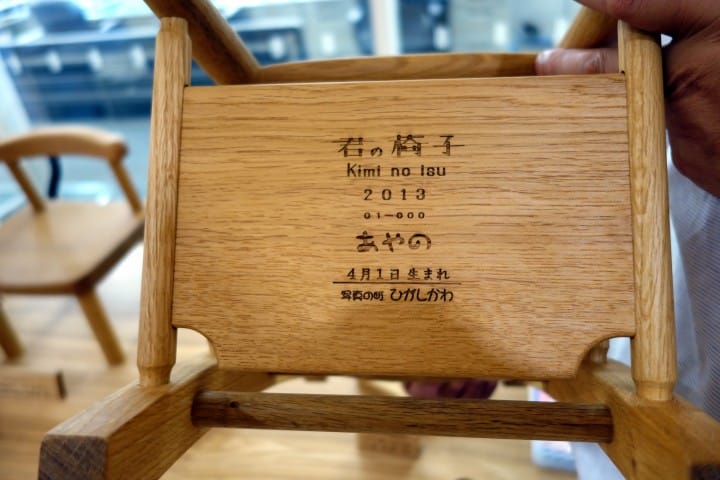 君の椅子
Kimi no Isu
2013
01-000
あやの
4月1日 生まれ
写真の町 ひがしかわ